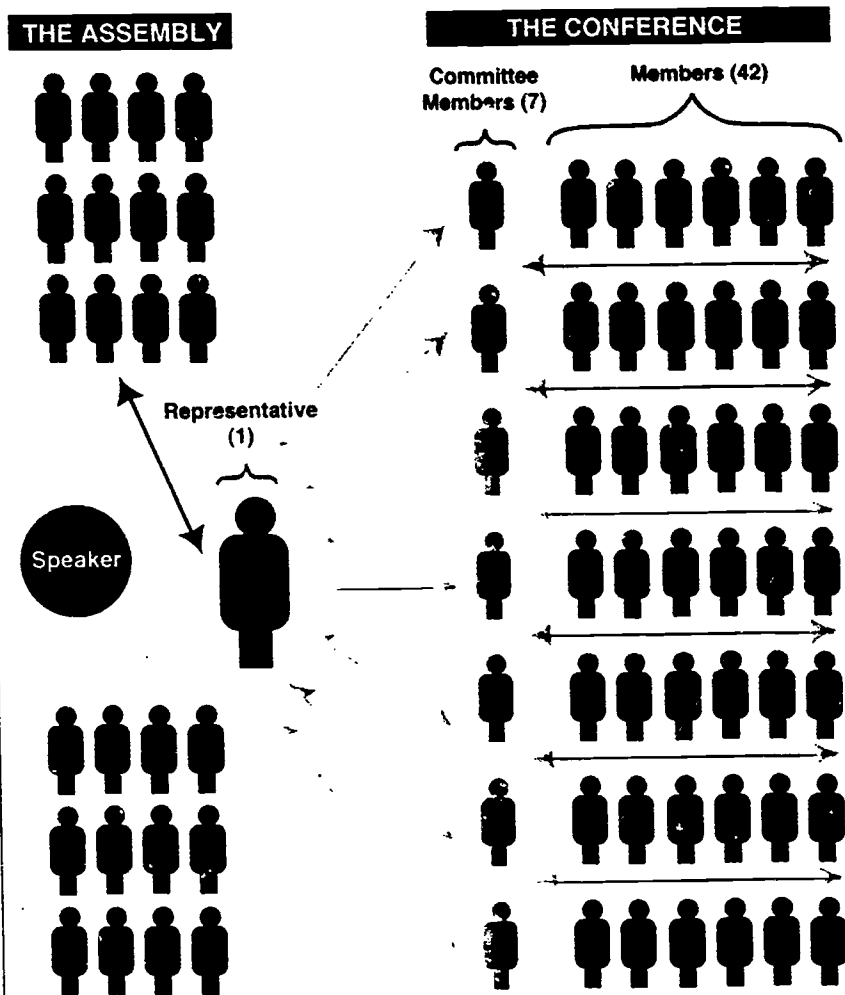 THE ASSEMBLY
THE CONFERENCE
Committee
Members (7)
Members (42)
Representative
(1)
Speaker